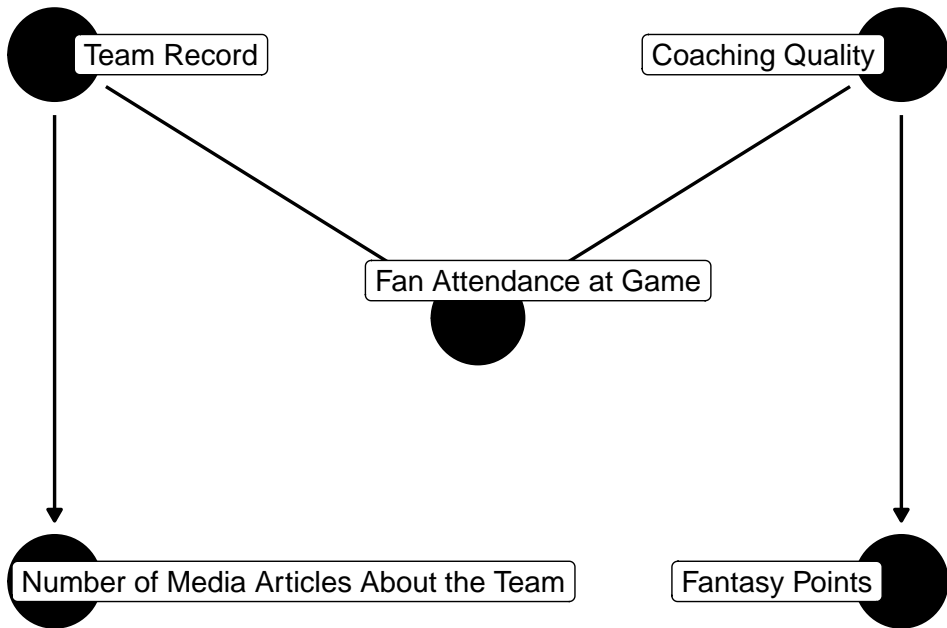 Team Record
Coaching Quality
Fan Attendance at Game
Number of Media Articles About the Team
Fantasy Points